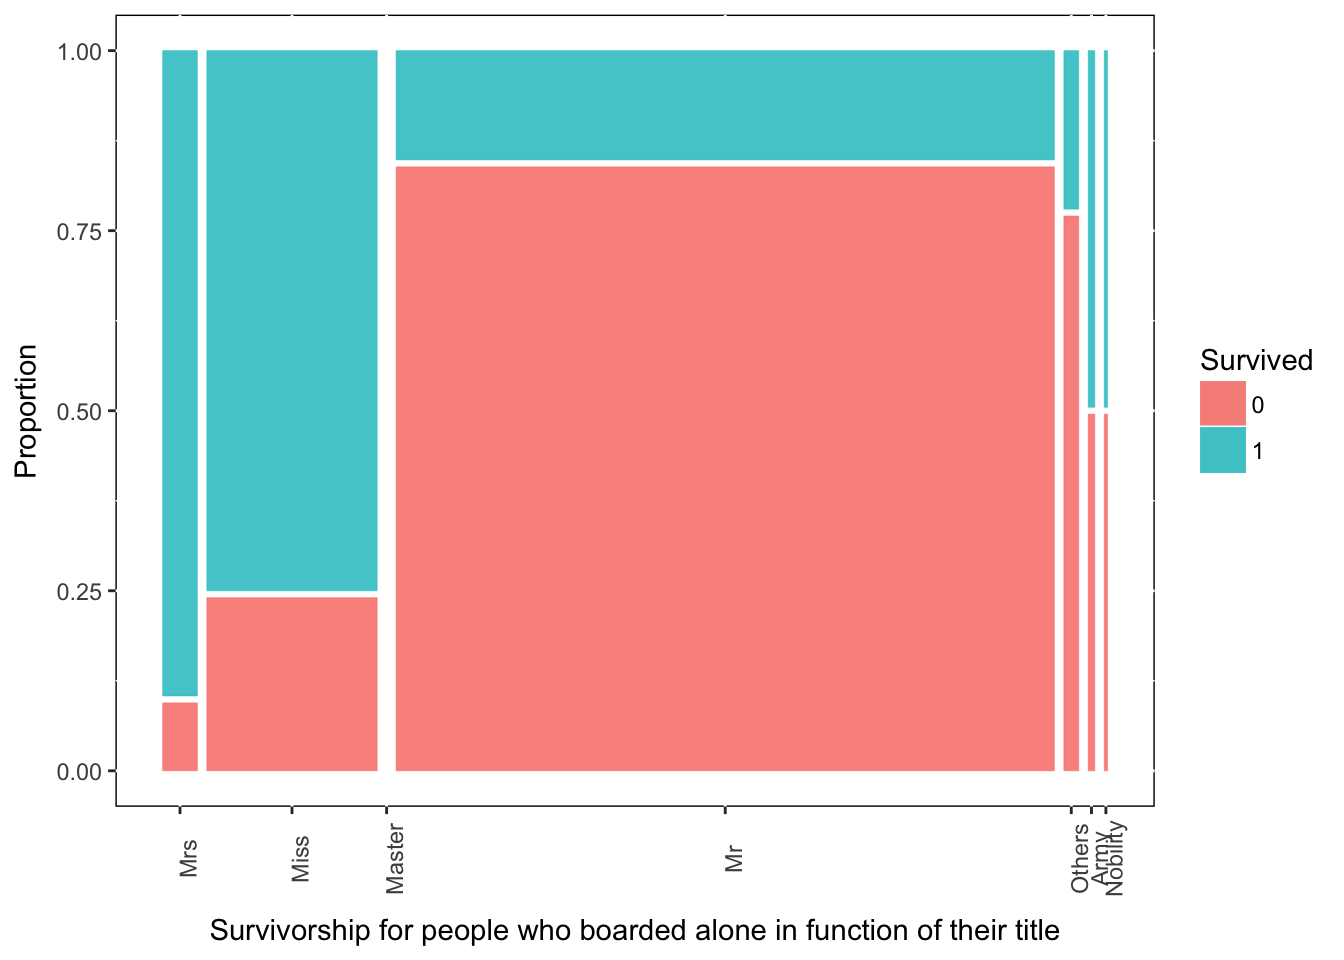 1.00
0.75
0.50
0.25
0.00
Proportion
Mrs
Miss
Master
Mr
Others
Army
Nobility
Survivorship for people who boarded alone in function of their title
Survived
0
1